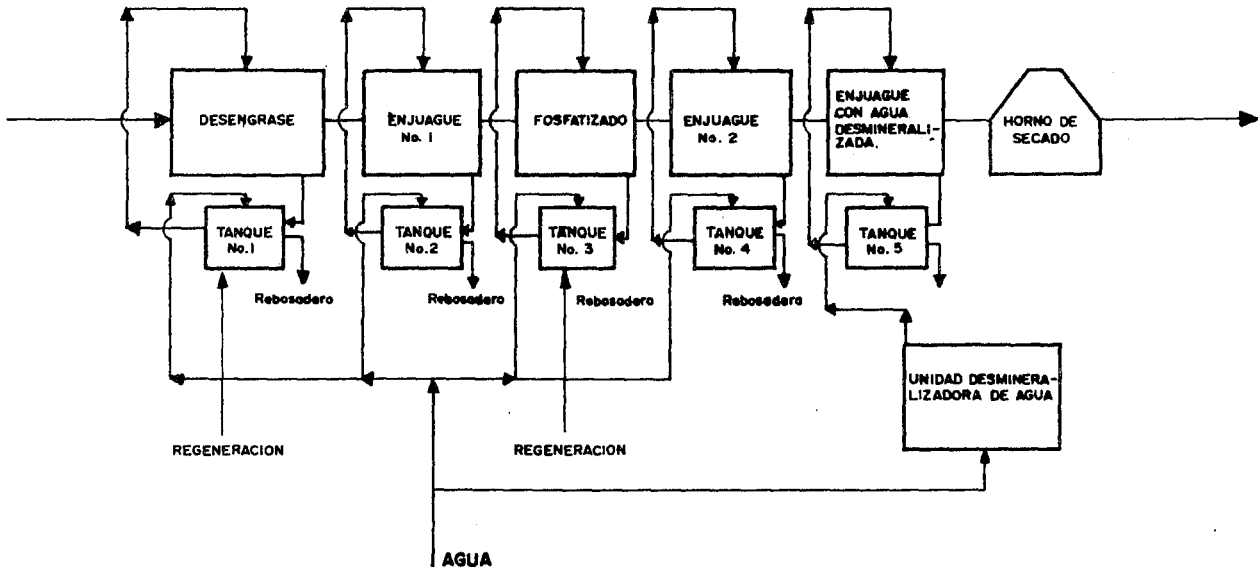 DESENGRASE
ENJUAGUE
No. 1
FOSFATIZADO
ENJUAGUE
No. 2
ENJUAGUE
CON AGUA
DESMINERALI-
ZADA.
HORNO DE
SECADO
TANQUE
No.1
TANQUE
No.2
TANQUE
No. 3
TANQUE
No. 4
TANQUE
No. 5
Rebosadero
Rebosadero
Rebosadero
Rebosadero
UNIDAD DESMINERA-
LIZADORA DE AGUA
REGENERACION
REGENERACION
AGUA